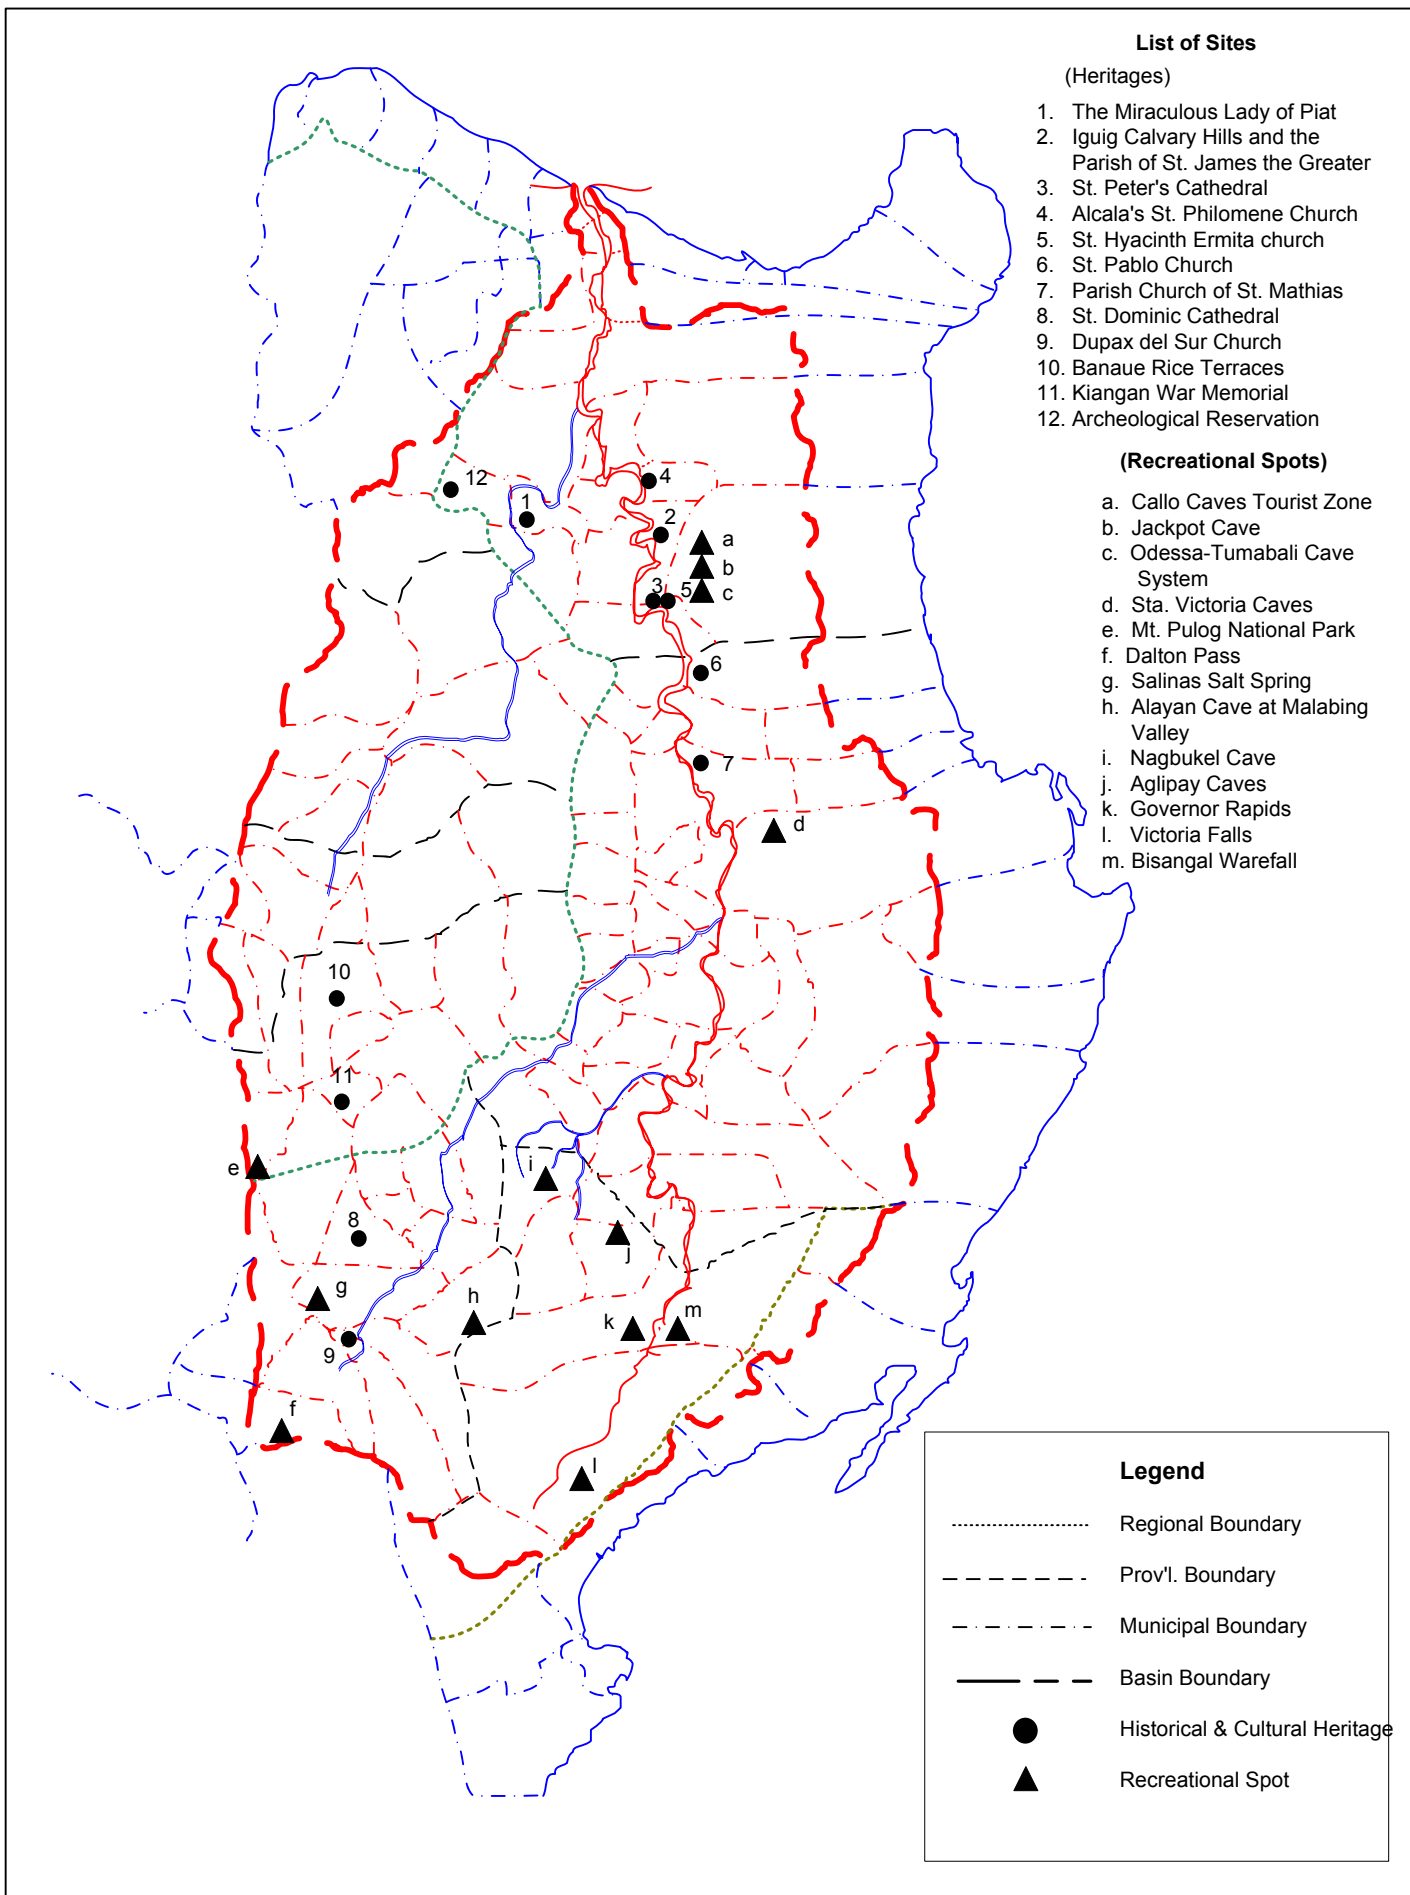 List of Sites
(Heritages)
1. The Miraculous Lady of Piat
2. Iguig Calvary Hills and the
Parish of St. James the Greater
3. St. Peter's Cathedral
4. Alcala's St. Philomene Church
5. St. Hyacinth Ermita church
6. St. Pablo Church
7. Parish Church of St. Mathias
8. St. Dominic Cathedral
9. Dupax del Sur Church
10. Banaue Rice Terraces
11. Kiangan War Memorial
12. Archeological Reservation
(Recreational Spots)
a. Callo Caves Tourist Zone
b. Jackpot Cave
c. Odessa-Tumabali Cave
System
d. Sta. Victoria Caves
e. Mt. Pulog National Park
f. Dalton Pass
g. Salinas Salt Spring
h. Alayan Cave at Malabing
Valley
i. Nagbukel Cave
j. Aglipay Caves
k. Governor Rapids
l. Victoria Falls
m. Bisangal Warefall
12
4
1
2
a
b
c
3
5
6
7
d
10
11
e
i
8
j
g
h
k
m
9
f
l
Legend
Regional Boundary
Prov'l. Boundary
Municipal Boundary
Basin Boundary
Historical & Cultural Heritage
Recreational Spot